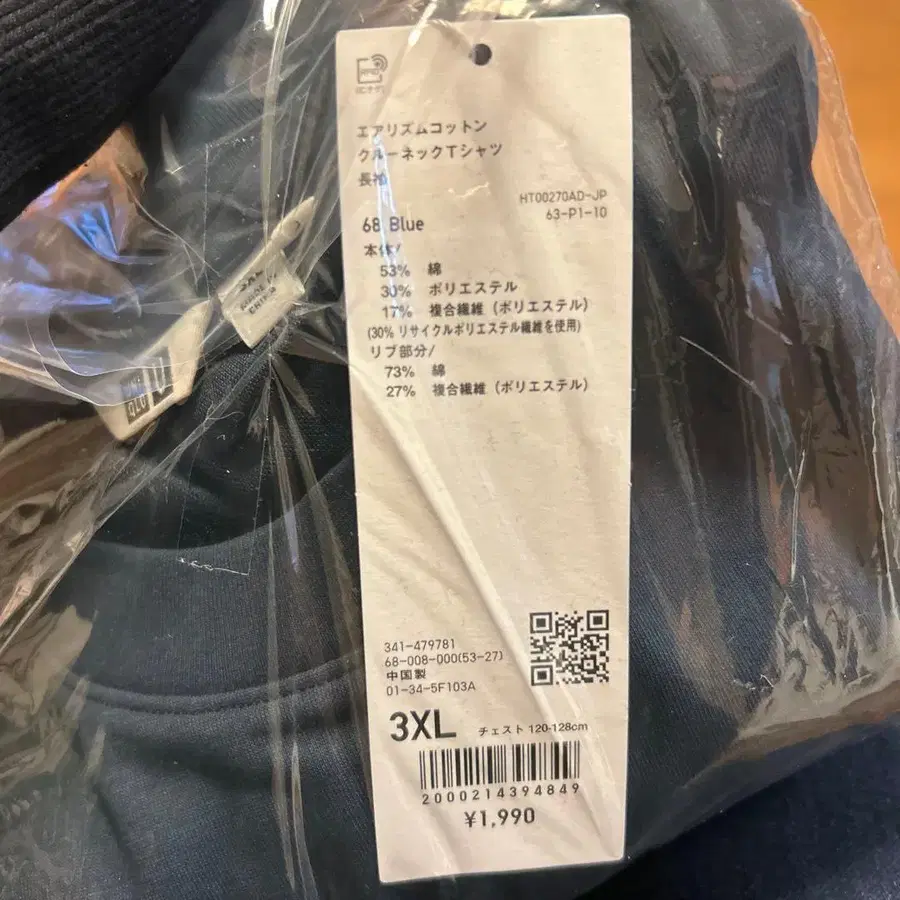 RFID
エアリズムコットン
クルーネックTシャツ
長袖
HT00270AD-JP
63-P1-10
68 Blue
本体/
53% 綿
30% ポリエステル
17% 複合繊維（ポリエステル）
(30% リサイクルポリエステル繊維を使用)
リブ部分/
73% 綿
27% 複合繊維（ポリエステル）
341-479781
68-008-000(53-27)
中国製
01-34-5F103A
3XL チェスト 120-128cm
2000214394849
¥1,990